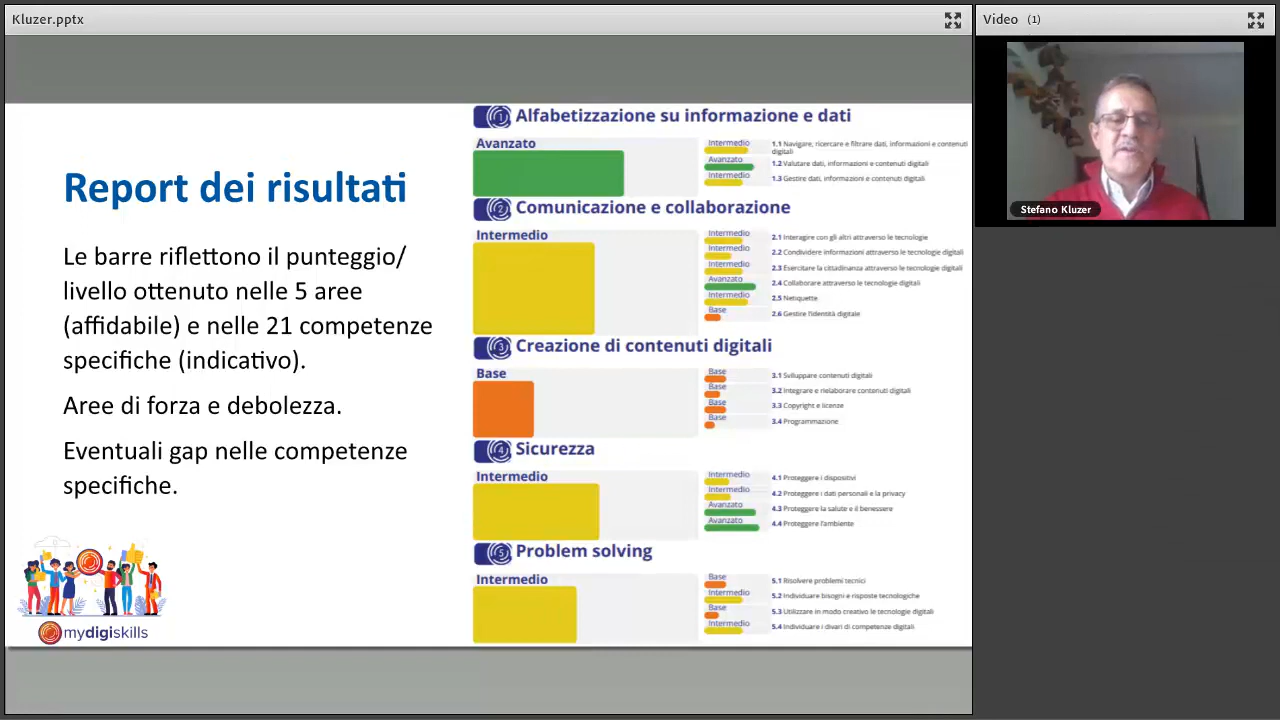 Kluzer.pptx
Video (1)
Stefano Kluzer
Report dei risultati
Le barre riflettono il punteggio/
livello ottenuto nelle 5 aree
(affidabile) e nelle 21 competenze
specifiche (indicativo).
Aree di forza e debolezza.
Eventuali gap nelle competenze
specifiche.
mydigiskills
1 Alfabetizzazione su informazione e dati
Avanzato
Intermedio 1.1 Navigare, ricercare e filtrare dati, informazioni e contenuti
digitali
Avanzato 1.2 Valutare dati, informazioni e contenuti digitali
Intermedio 1.3 Gestire dati, informazioni e contenuti digitali
2 Comunicazione e collaborazione
Intermedio
Intermedio 2.1 Interagire con gli altri attraverso le tecnologie
Intermedio 2.2 Condividere informazioni attraverso le tecnologie digitali
Intermedio 2.3 Esercitare la cittadinanza attraverso le tecnologie digitali
Avanzato 2.4 Collaborare attraverso le tecnologie digitali
Intermedio 2.5 Netiquette
Base 2.6 Gestire l'identità digitale
3 Creazione di contenuti digitali
Base
Base 3.1 Sviluppare contenuti digitali
Base 3.2 Integrare e rielaborare contenuti digitali
Base 3.3 Copyright e licenze
Base 3.4 Programmazione
4 Sicurezza
Intermedio
Intermedio 4.1 Proteggere i dispositivi
Intermedio 4.2 Proteggere i dati personali e la privacy
Avanzato 4.3 Proteggere la salute e il benessere
Avanzato 4.4 Proteggere l'ambiente
5 Problem solving
Intermedio
Base 5.1 Risolvere problemi tecnici
Intermedio 5.2 Individuare bisogni e risposte tecnologiche
Base 5.3 Utilizzare in modo creativo le tecnologie digitali
Intermedio 5.4 Individuare i divari di competenze digitali